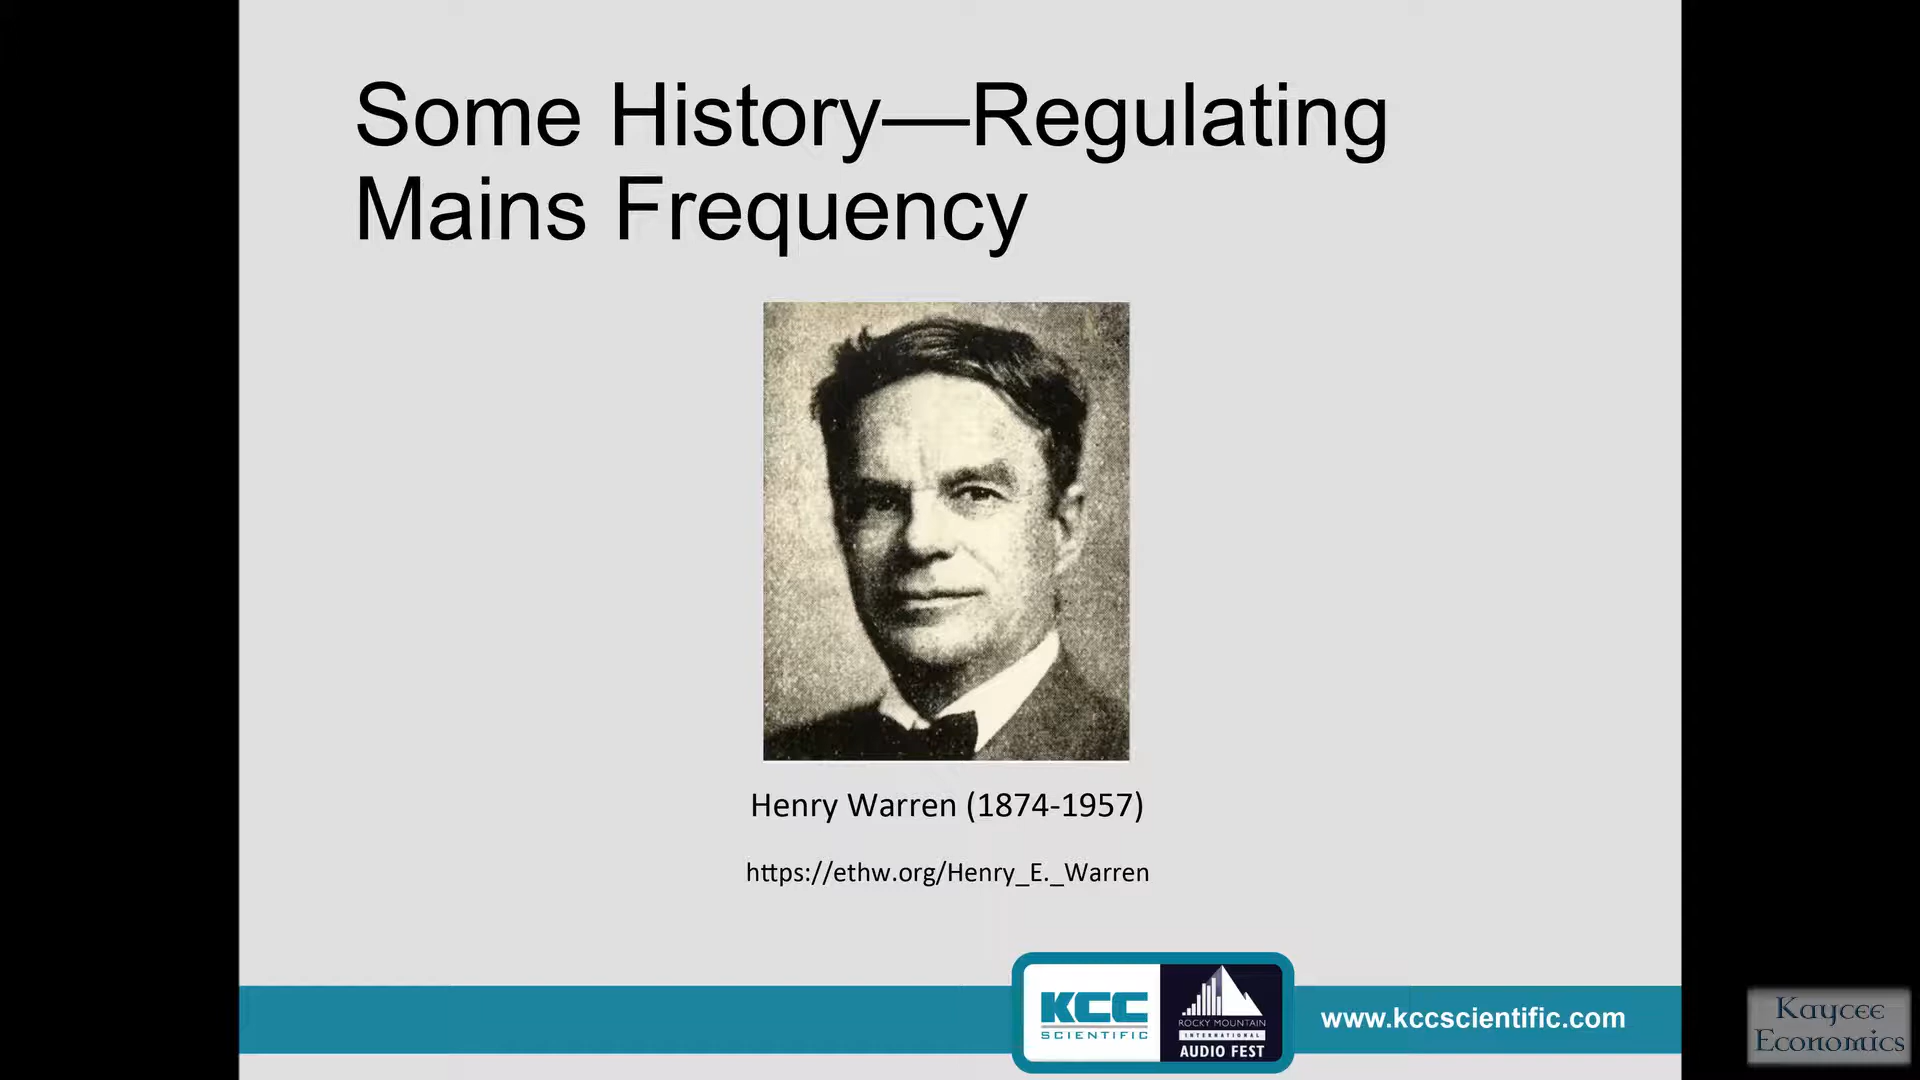 Some History—Regulating
Mains Frequency
Henry Warren (1874-1957)
https://ethw.org/Henry_E._Warren
KCC
SCIENTIFIC
ROCKY MOUNTAIN
INTERNATIONAL
AUDIO FEST
www.kccscientific.com
Kaycee
Economics